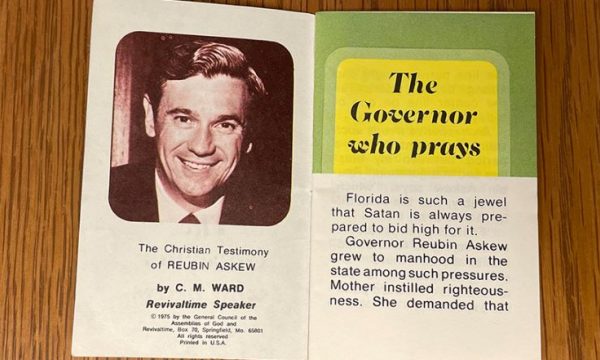 The Christian Testimony
of REUBIN ASKEW
by C. M. WARD
Revivaltime Speaker
© 1975 by the General Council of the
Assemblies of God and
Revivaltime, Box 70, Springfield, Mo. 65801
All rights reserved
Printed in U.S.A.
The
Governor
who prays
Florida is such a jewel
that Satan is always pre-
pared to bid high for it.
Governor Reubin Askew
grew to manhood in the
state among such pressures.
Mother instilled righteous-
ness. She demanded that